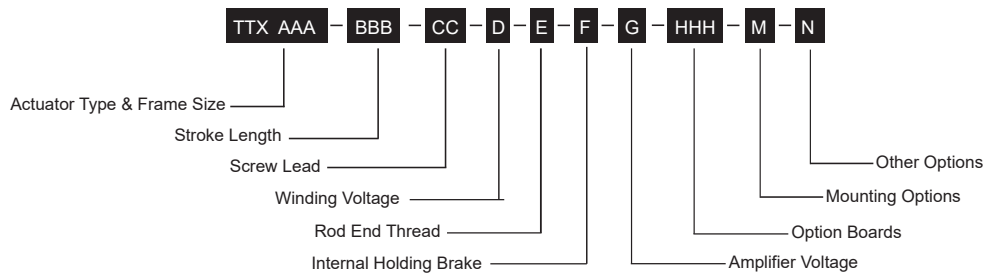 TTX AAA - BBB - CC - D - E - F - G - HHH - M - N
Actuator Type & Frame Size
Stroke Length
Screw Lead
Winding Voltage
Rod End Thread
Internal Holding Brake
Other Options
Mounting Options
Option Boards
Amplifier Voltage